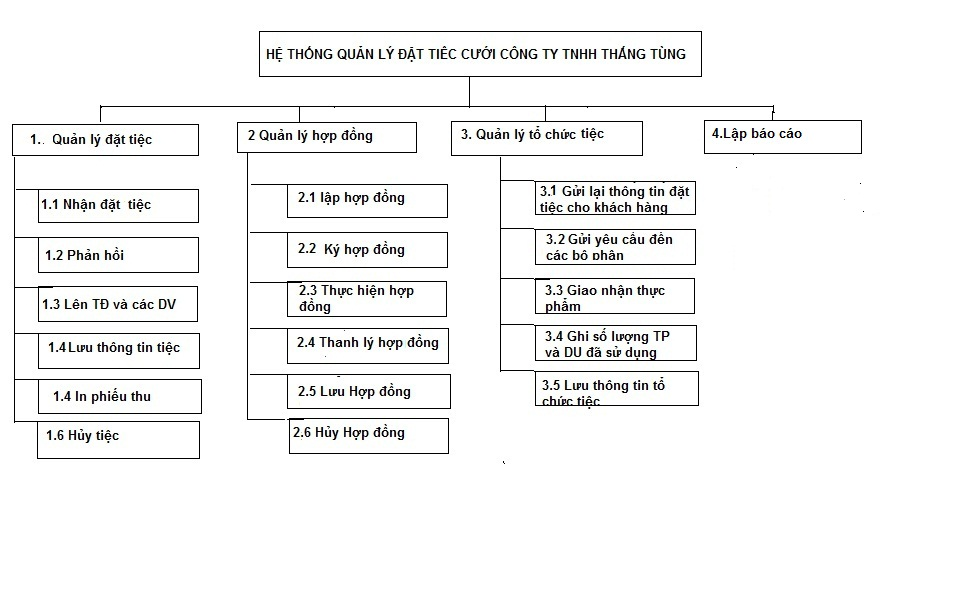 HỆ THỐNG QUẢN LÝ ĐẶT TIÊC CƯỚI CÔNG TY TNHH THẮNG TÙNG
1.. Quản lý đặt tiệc
2 Quản lý hợp đồng
3. Quản lý tổ chức tiệc
4.Lập báo cáo
1.1 Nhận đặt tiệc
1.2 Phản hồi
1.3 Lên TĐ và các DV
1.4 Lưu thông tin tiệc
1.4 In phiếu thu
1.6 Hủy tiệc
2.1 lập hợp đồng
2.2 Ký hợp đồng
2.3 Thực hiện hợp
đồng
2.4 Thanh lý hợp đồng
2.5 Lưu Hợp đồng
2.6 Hủy Hợp đồng
3.1 Gửi lại thông tin đặt
tiệc cho khách hàng
3.2 Gửi yêu cầu đến
các bộ phận
3.3 Giao nhận thực
phẩm
3.4 Ghi số lượng TP
và DU đã sử dụng
3.5 Lưu thông tin tổ
chức tiệc